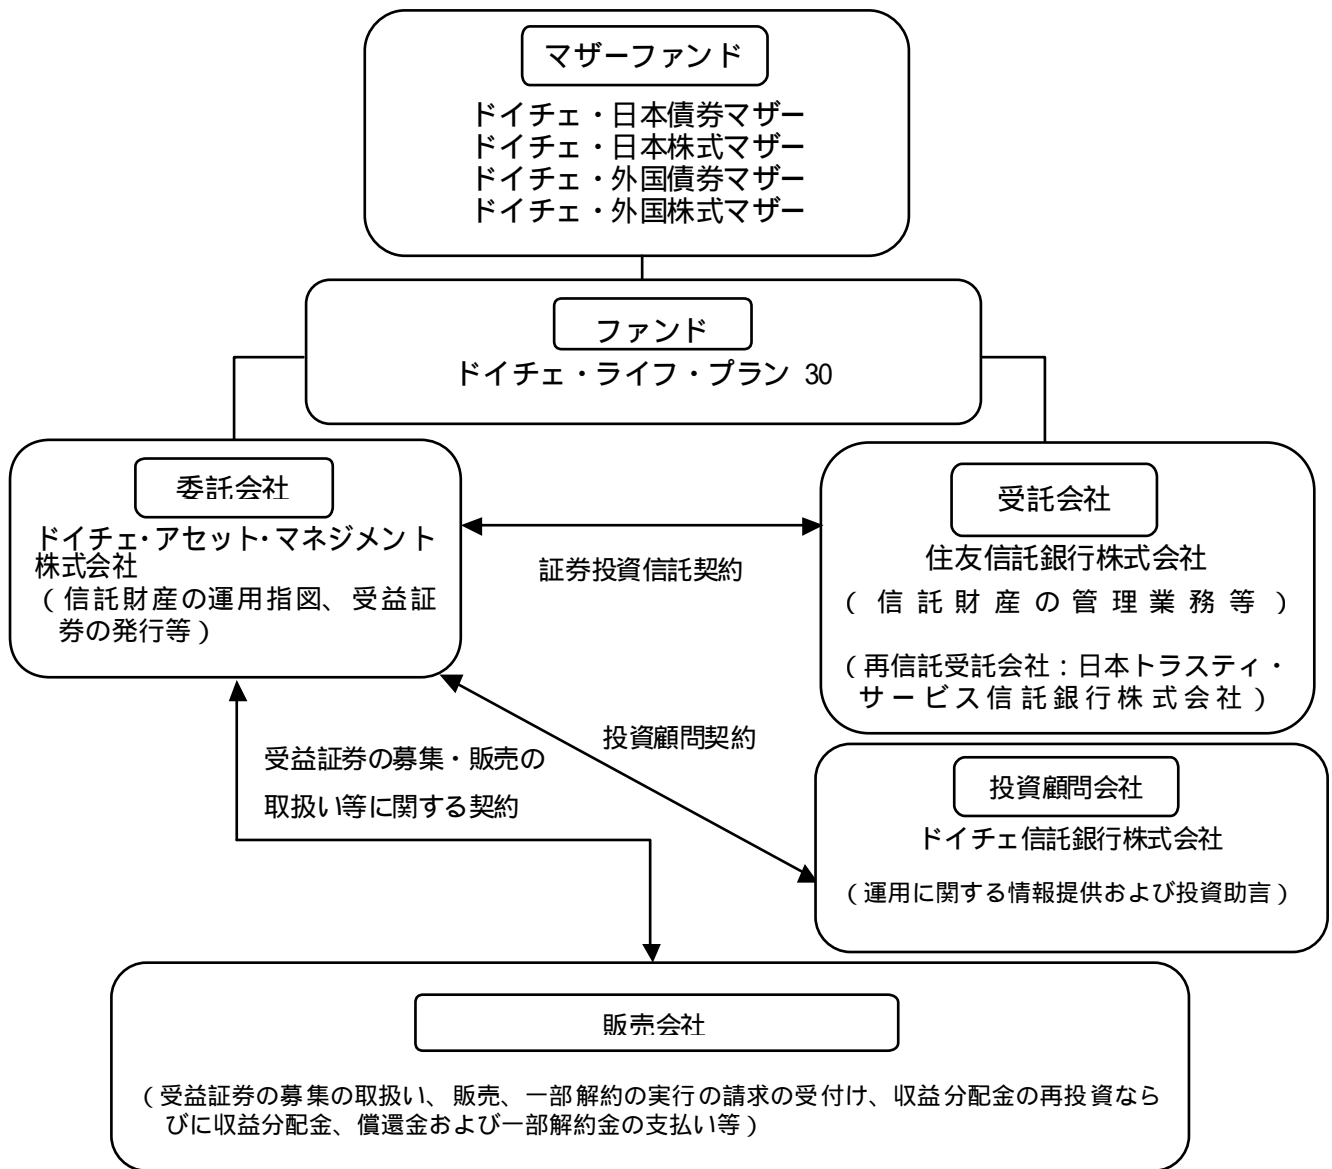 マザーファンド
ドイチェ・日本債券マザー
ドイチェ・日本株式マザー
ドイチェ・外国債券マザー
ドイチェ・外国株式マザー
ファンド
ドイチェ・ライフ・プラン 30
委託会社
ドイチェ・アセット・マネジメント
株式会社
（信託財産の運用指図、受益証
券の発行等）
証券投資信託契約
受託会社
住友信託銀行株式会社
（信託財産の管理業務等）
（再信託受託会社：日本トラスティ・
サービス信託銀行株式会社）
投資顧問契約
受益証券の募集・販売の
取扱い等に関する契約
投資顧問会社
ドイチェ信託銀行株式会社
（運用に関する情報提供および投資助言）
販売会社
（受益証券の募集の取扱い、販売、一部解約の実行の請求の受付け、収益分配金の再投資なら
びに収益分配金、償還金および一部解約金の支払い等）